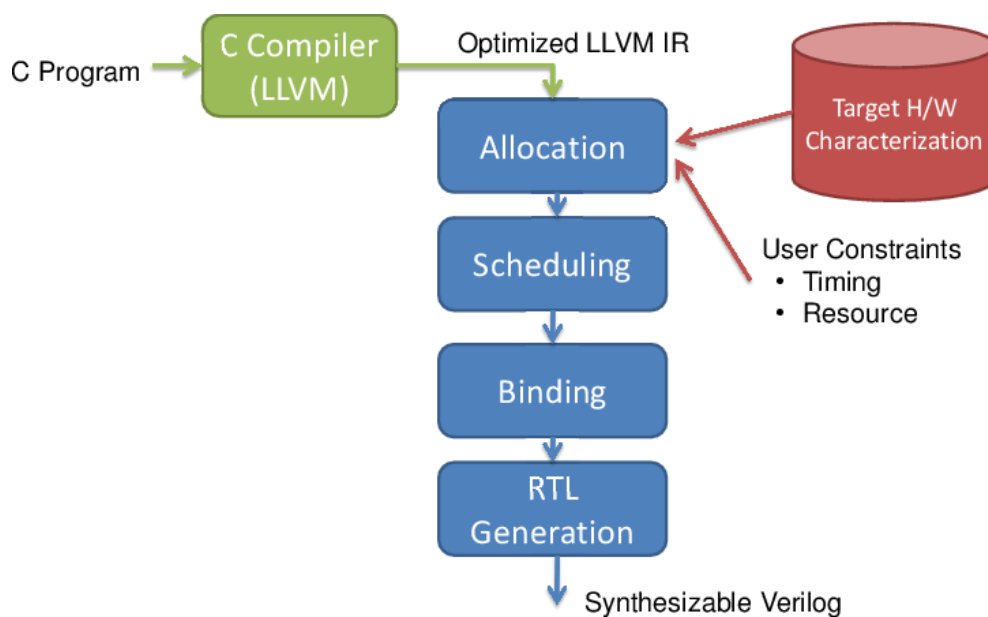 C Program
C Compiler
(LLVM)
Optimized LLVM IR
Allocation
Target H/W
Characterization
Scheduling
User Constraints
• Timing
• Resource
Binding
RTL
Generation
Synthesizable Verilog